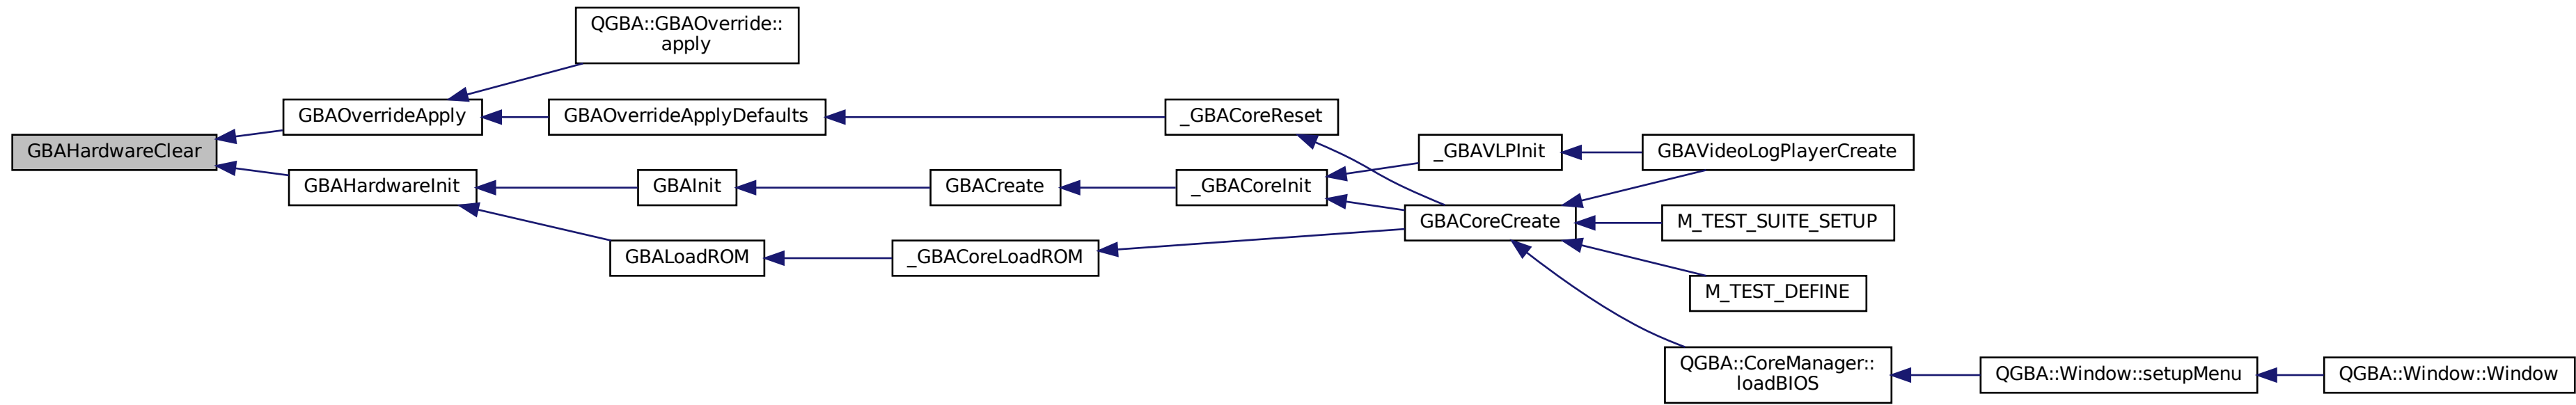 QGBA::GBAOverride::
apply
GBAOverrideApply
GBAOverrideApplyDefaults
_GBACoreReset
GBAHardwareClear
_GBAVLPInit
GBAVideoLogPlayerCreate
GBAHardwareInit
GBAInit
GBACreate
_GBACoreInit
GBACoreCreate
M_TEST_SUITE_SETUP
GBALoadROM
_GBACoreLoadROM
M_TEST_DEFINE
QGBA::CoreManager::
loadBIOS
QGBA::Window::setupMenu
QGBA::Window::Window